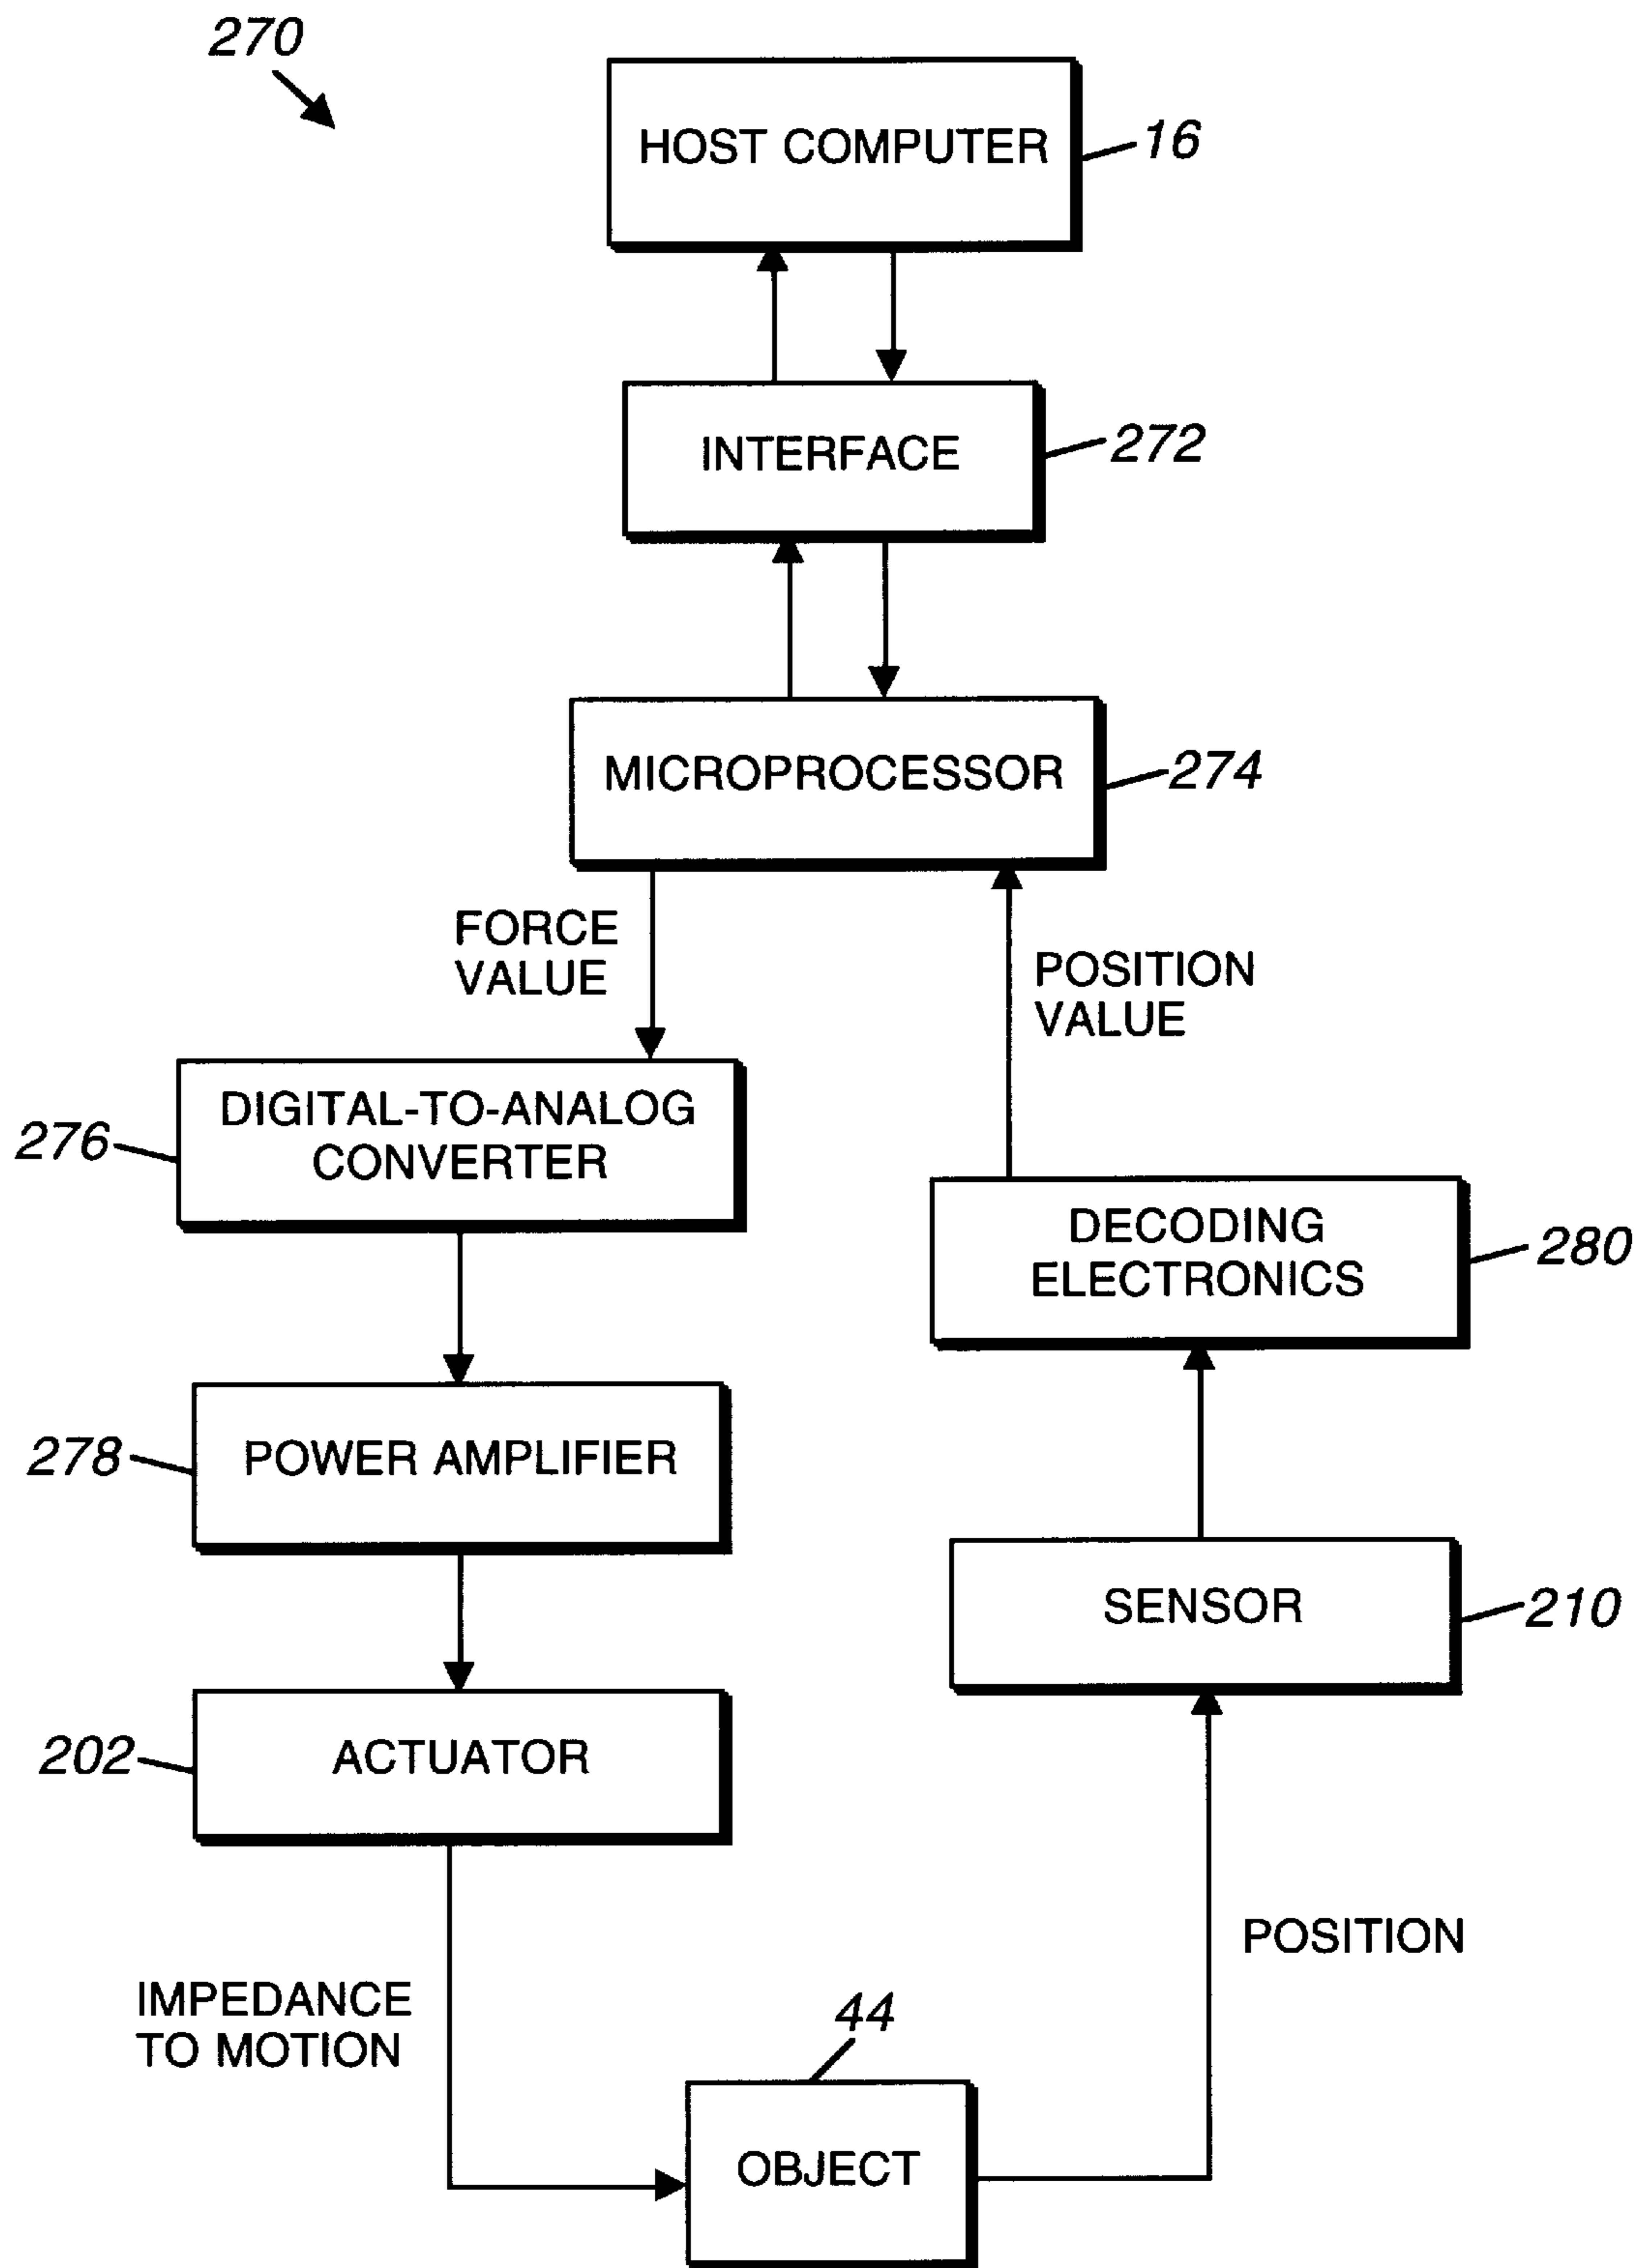 270
HOST COMPUTER
16
INTERFACE
272
MICROPROCESSOR
274
FORCE
VALUE
POSITION
VALUE
DIGITAL-TO-ANALOG
CONVERTER
276
DECODING
ELECTRONICS
280
POWER AMPLIFIER
278
SENSOR
210
ACTUATOR
202
POSITION
IMPEDANCE
TO MOTION
44
OBJECT